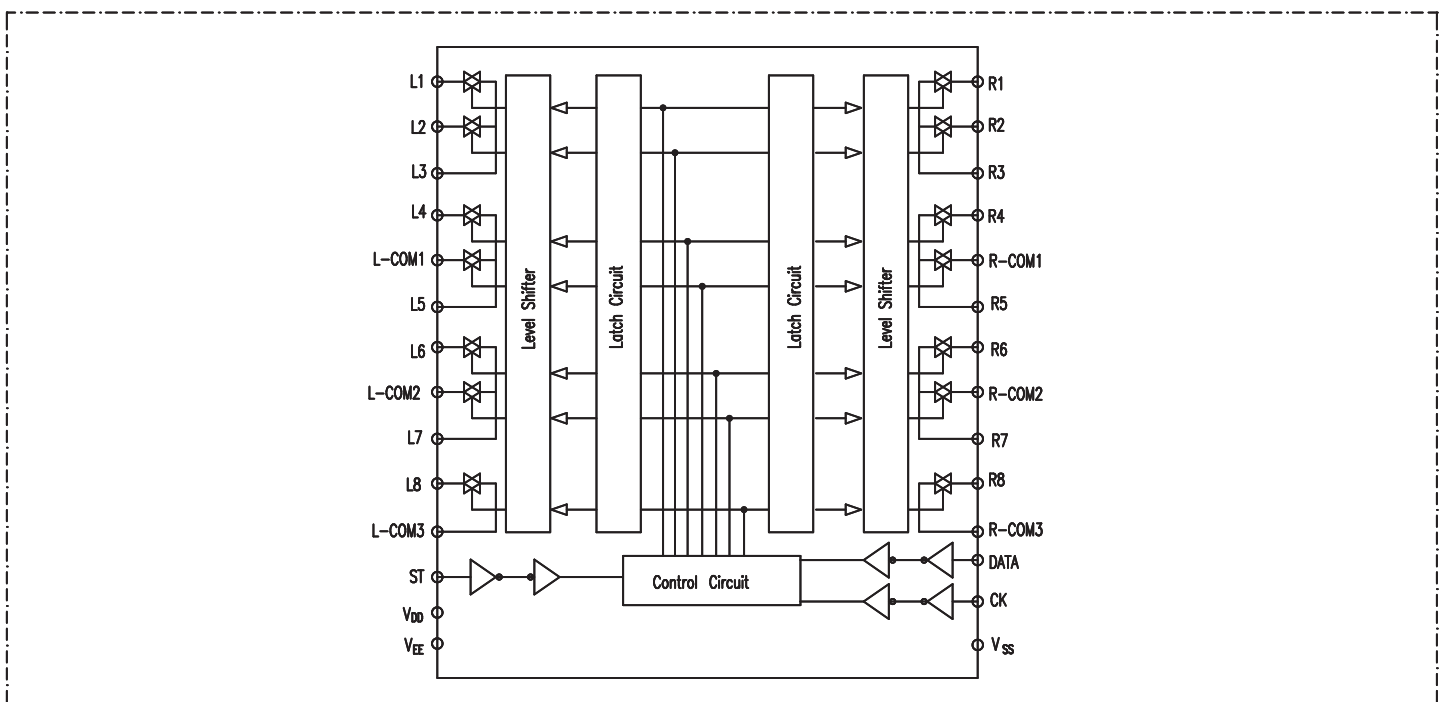 L1
L2
L3
L4
L-COM1
L5
L6
L-COM2
L7
L8
L-COM3
ST
VDD
VEE
Level Shifter
Latch Circuit
Latch Circuit
Level Shifter
Control Circuit
R1
R2
R3
R4
R-COM1
R5
R6
R-COM2
R7
R8
R-COM3
DATA
CK
VSS